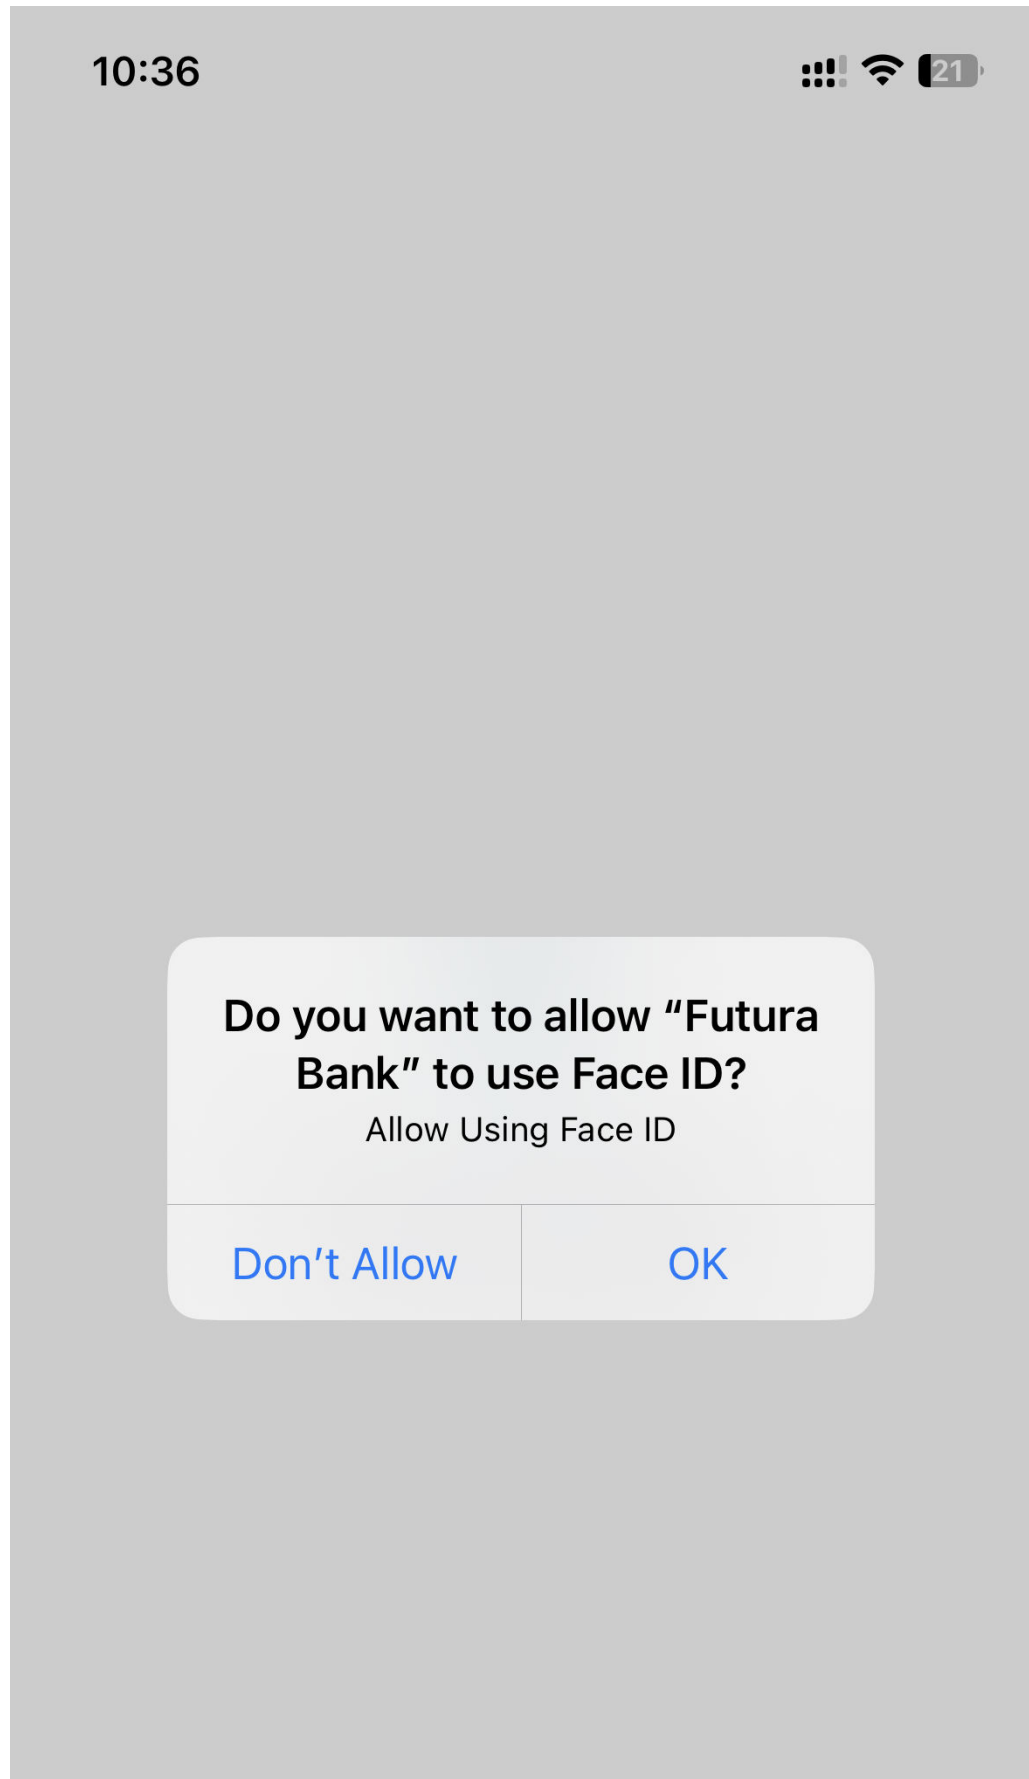 10:36 21
Do you want to allow “Futura
Bank” to use Face ID?
Allow Using Face ID
Don’t Allow OK